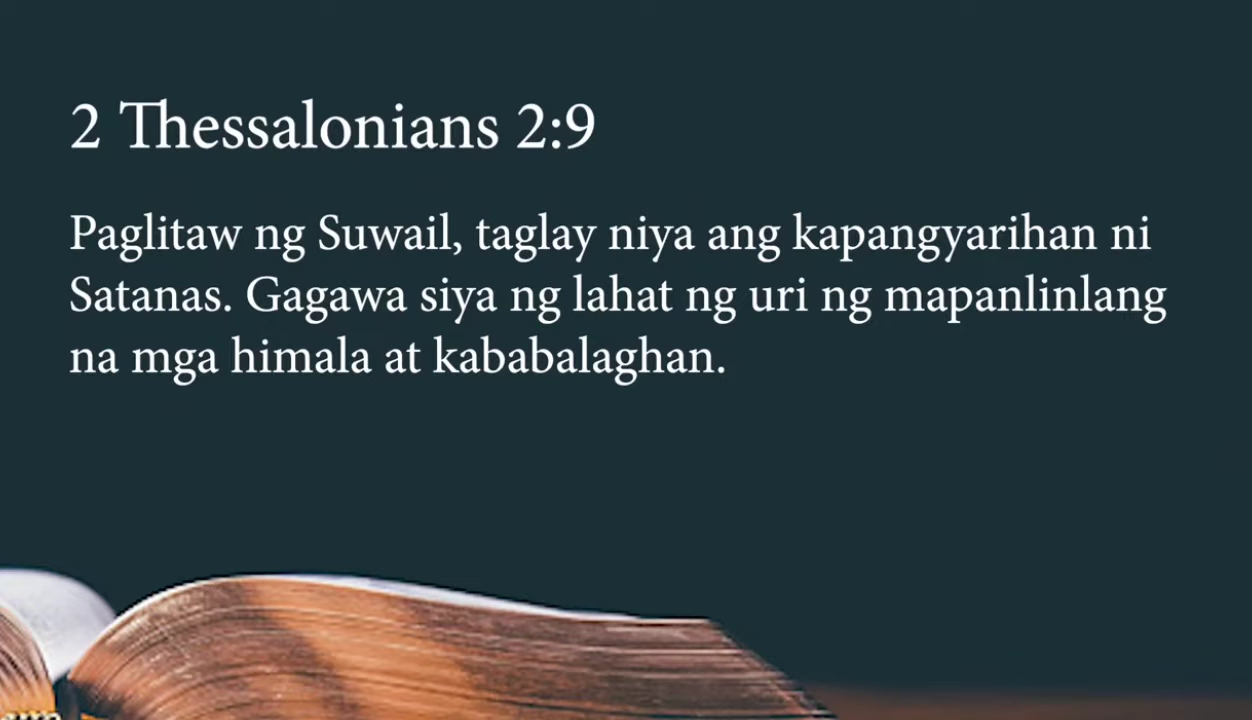 2 Thessalonians 2:9
Paglitaw ng Suwail, taglay niya ang kapangyarihan ni
Satanas. Gagawa siya ng lahat ng uri ng mapanlinlang
na mga himala at kababalaghan.